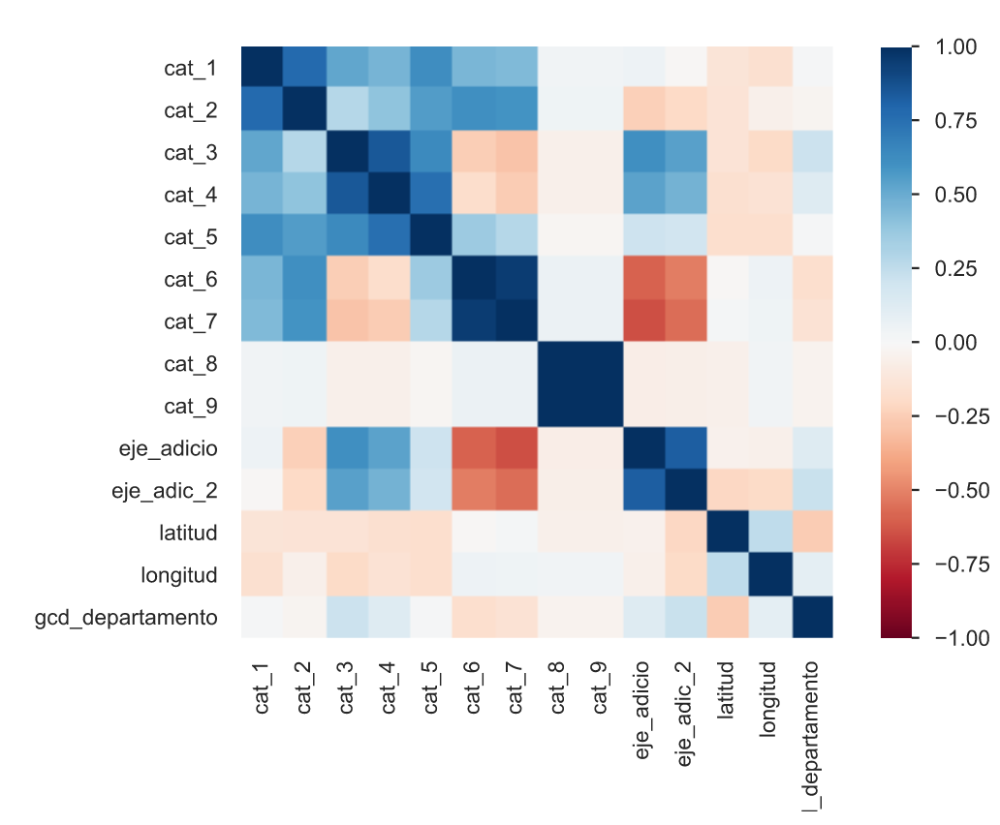 cat_1
cat_2
cat_3
cat_4
cat_5
cat_6
cat_7
cat_8
cat_9
eje_adicio
eje_adic_2
latitud
longitud
gcd_departamento
cat_1
cat_2
cat_3
cat_4
cat_5
cat_6
cat_7
cat_8
cat_9
eje_adicio
eje_adic_2
latitud
longitud
_departamento
1.00
0.75
0.50
0.25
0.00
−0.25
−0.50
−0.75
−1.00